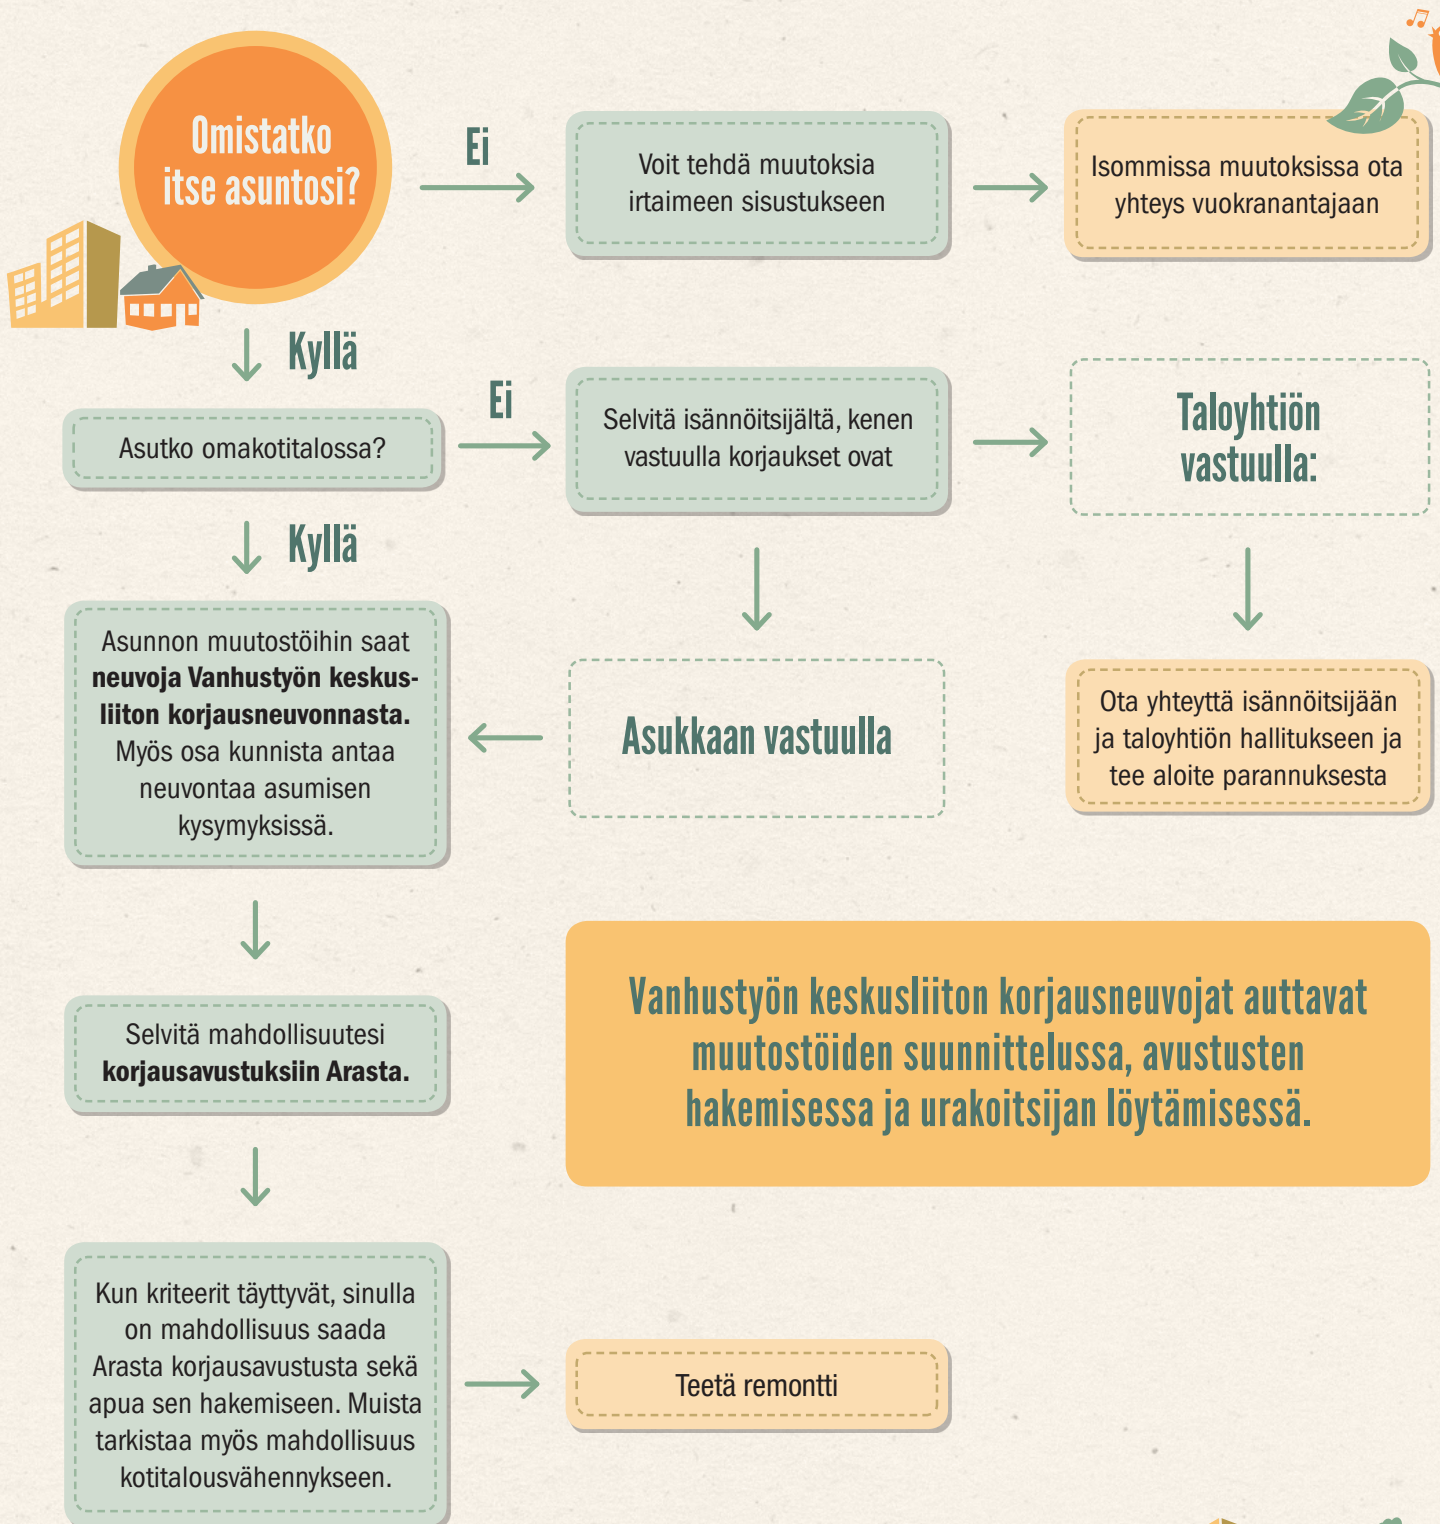 Omistatko
itse asuntosi?
Ei
Voit tehdä muutoksia
irtaimeen sisustukseen
Isommissa muutoksissa ota
yhteys vuokranantajaan
Kyllä
Asutko omakotitalossa?
Ei
Selvitä isännöitsijältä, kenen
vastuulla korjaukset ovat
Taloyhtiön
vastuulla:
Kyllä
Asunnon muutostöihin saat
neuvoja Vanhustyön keskus-
liiton korjausneuvonnasta.
Myös osa kunnista antaa
neuvontaa asumisen
kysymyksissä.
Asukkaan vastuulla
Ota yhteyttä isännöitsijään
ja taloyhtiön hallitukseen ja
tee aloite parannuksesta
Selvitä mahdollisuutesi
korjausavustuksiin Arasta.
Vanhustyön keskusliiton korjausneuvojat auttavat
muutostöiden suunnittelussa, avustusten
hakemisessa ja urakoitsijan löytämisessä.
Kun kriteerit täyttyvät, sinulla
on mahdollisuus saada
Arasta korjausavustusta sekä
apua sen hakemiseen. Muista
tarkistaa myös mahdollisuus
kotitalousvähennykseen.
Teetä remontti